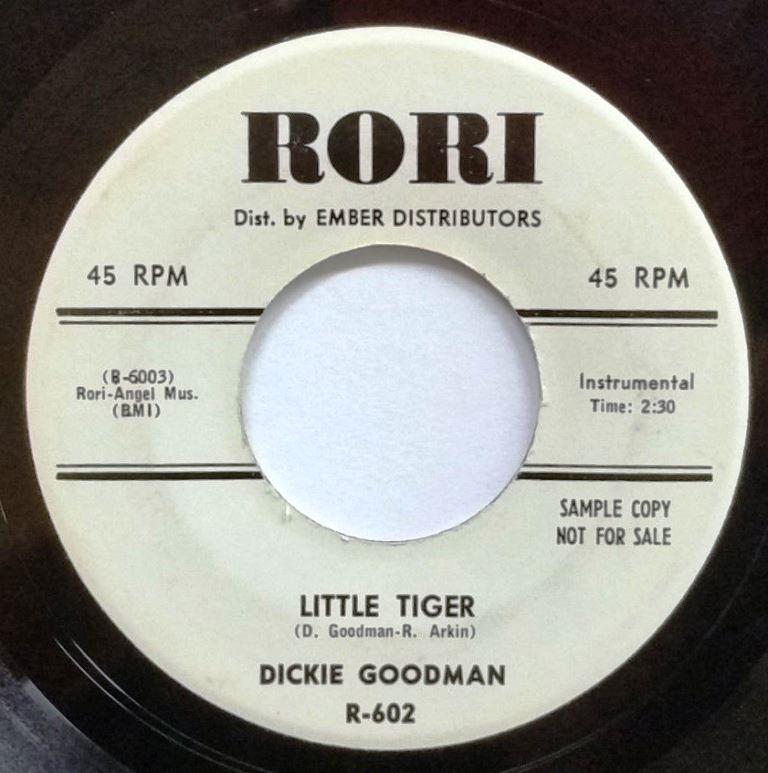 RORI
Dist. by EMBER DISTRIBUTORS
45 RPM
45 RPM
(B-6003)
Rori-Angel Mus.
(BMI)
Instrumental
Time: 2:30
SAMPLE COPY
NOT FOR SALE
LITTLE TIGER
(D. Goodman-R. Arkin)
DICKIE GOODMAN
R-602